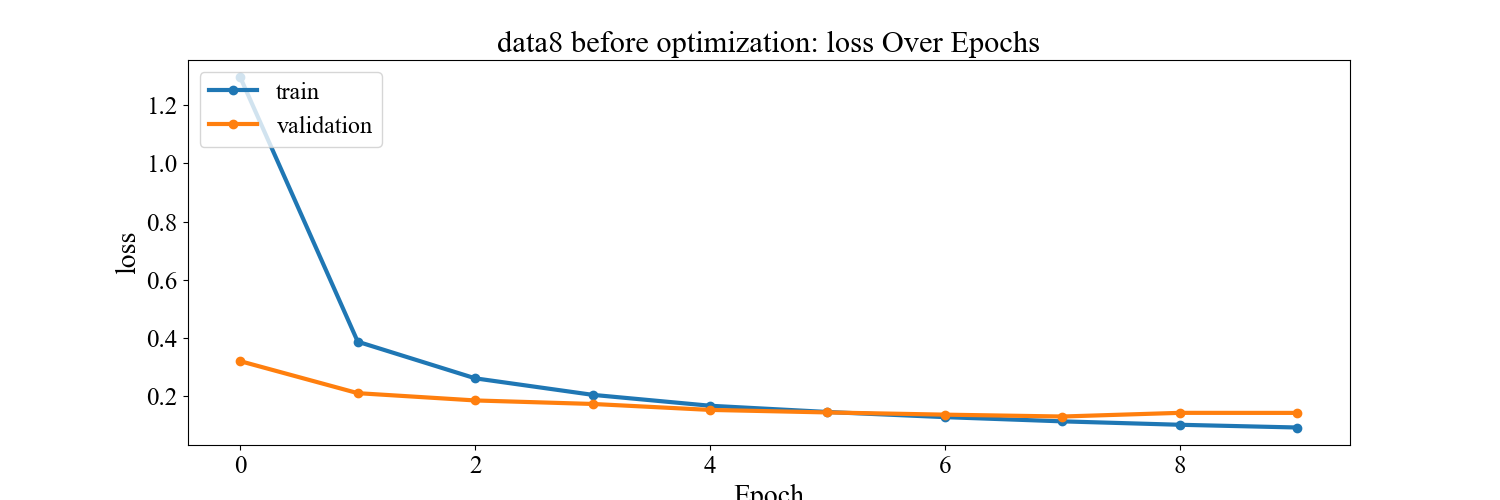 data8 before optimization: loss Over Epochs
train
validation
loss
1.2
1.0
0.8
0.6
0.4
0.2
0 2 4 6 8
Epoch